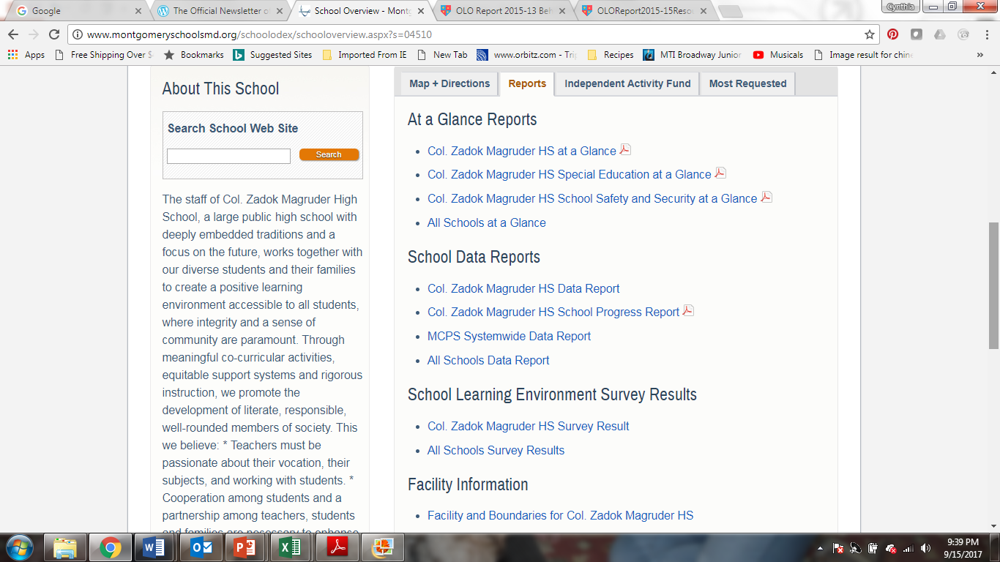 Google
The Official Newsletter o
School Overview - Montg
OLO Report 2015-13 Beh
OLOReport2015-15Reso
Cynthia
www.montgomeryschoolsmd.org/schoolodex/schooloverview.aspx?s=04510
Apps
Free Shipping Over $
Bookmarks
Suggested Sites
Imported From IE
New Tab
www.orbitz.com - Trip
Recipes
MTI Broadway Junior
Musicals
Image result for chine
»
About This School
Search School Web Site
Search
The staff of Col. Zadok Magruder High
School, a large public high school with
deeply embedded traditions and a
focus on the future, works together with
our diverse students and their families
to create a positive learning
environment accessible to all students,
where integrity and a sense of
community are paramount. Through
meaningful co-curricular activities,
equitable support systems and rigorous
instruction, we promote the
development of literate, responsible,
well-rounded members of society. This
we believe: * Teachers must be
passionate about their vocation, their
subjects, and working with students. *
Cooperation among students and a
partnership among teachers, students
and families are necessary to enhance
Map + Directions
Reports
Independent Activity Fund
Most Requested
At a Glance Reports
• Col. Zadok Magruder HS at a Glance
• Col. Zadok Magruder HS Special Education at a Glance
• Col. Zadok Magruder HS School Safety and Security at a Glance
• All Schools at a Glance
School Data Reports
• Col. Zadok Magruder HS Data Report
• Col. Zadok Magruder HS School Progress Report
• MCPS Systemwide Data Report
• All Schools Data Report
School Learning Environment Survey Results
• Col. Zadok Magruder HS Survey Result
• All Schools Survey Results
Facility Information
• Facility and Boundaries for Col. Zadok Magruder HS
9:39 PM
9/15/2017